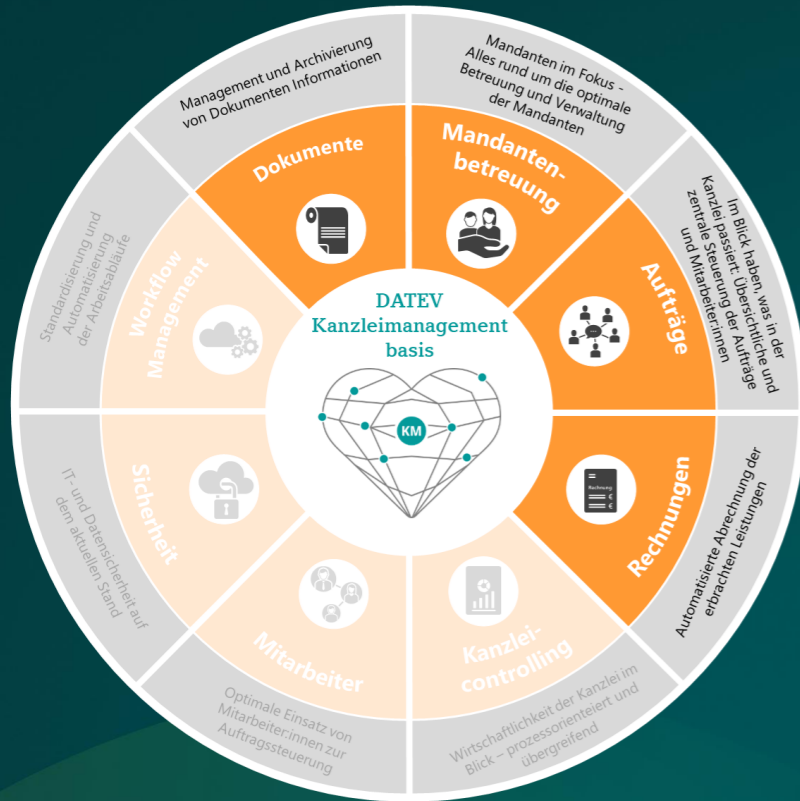 DATEV
Kanzleimanagement
basis
KM
Dokumente
Management und Archivierung
von Dokumenten Informationen
Mandanten-
betreuung
Mandanten im Fokus -
Alles rund um die optimale
Betreuung und Verwaltung
der Mandanten
Aufträge
Im Blick haben, was in der
Kanzlei passiert: Übersichtliche und
zentrale Steuerung der Aufträge
und Mitarbeiter:innen
Rechnungen
Rechnung
€
€
Automatisierte Abrechnung der
erbrachten Leistungen
Kanzlei-
controlling
Wirtschaftlichkeit der Kanzlei im
Blick – prozessorienteiert und
übergreifend
Mitarbeiter
Optimale Einsatz von
Mitarbeiter:innen zur
Auftragssteuerung
Sicherheit
IT- und Datensicherheit auf
dem aktuellen Stand
Workflow
Management
Standardisierung und
Automatisierung
der Arbeitsabläufe